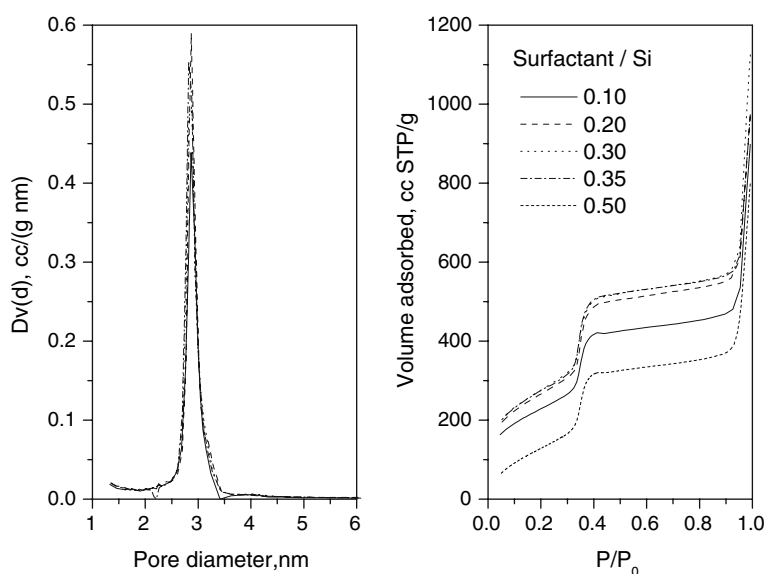 0.6
0.5
0.4
0.3
0.2
0.1
0.0
Dv(d), cc/(g nm)
1 2 3 4 5 6
Pore diameter,nm
1200
1000
800
600
400
200
0
Volume adsorbed, cc STP/g
Surfactant / Si
0.10
0.20
0.30
0.35
0.50
0.0 0.2 0.4 0.6 0.8 1.0
P/P0